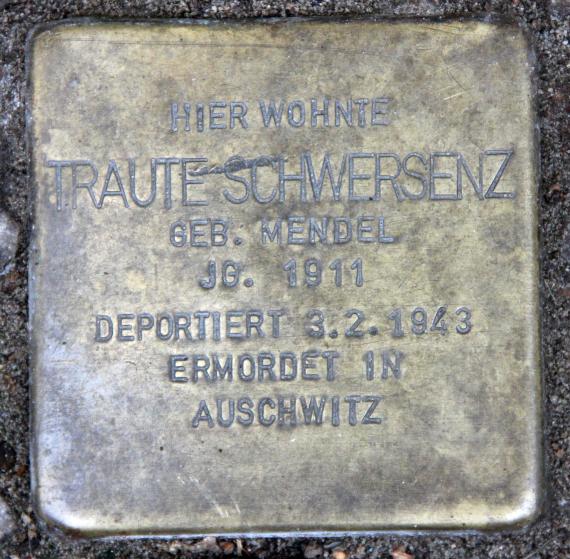 HIER WOHNTE
TRAUTE SCHWERSENZ
GEB. MENDEL
JG. 1911
DEPORTIERT 3.2.1943
ERMORDET IN
AUSCHWITZ